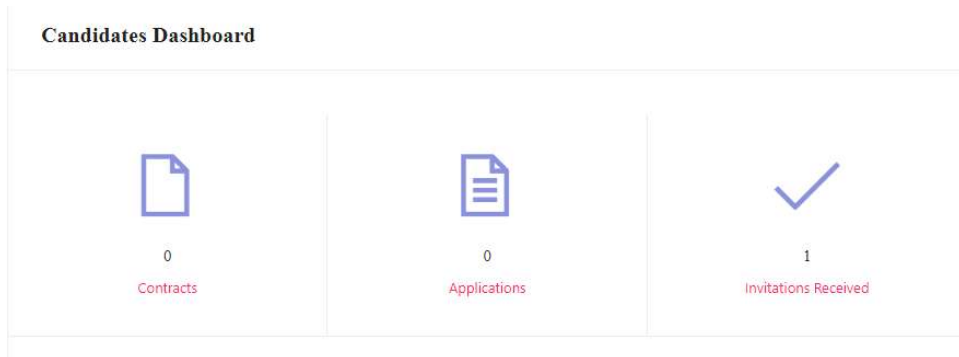 Candidates Dashboard
0
Contracts
0
Applications
1
Invitations Received